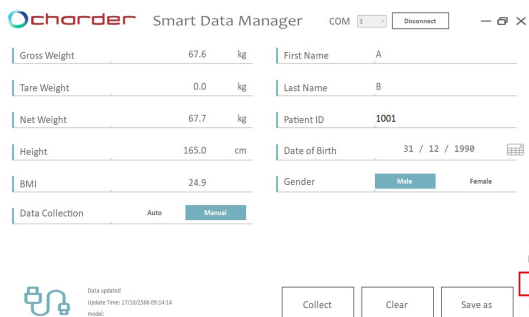 charder Smart Data Manager COM 3 Disconnect
Gross Weight 67.6 kg First Name A
Tare Weight 0.0 kg Last Name B
Net Weight 67.7 kg Patient ID 1001
Height 165.0 cm Date of Birth 31 / 12 / 1990
BMI 24.9 Gender Male Female
Data Collection Auto Manual
Data updated
Update Time: 17/10/2566 09:14:14
model:
Collect Clear Save as